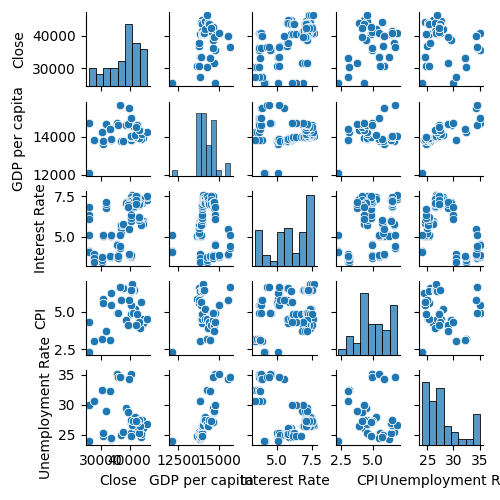 Close
40000
30000
GDP per capita
14000
12000
Interest Rate
7.5
5.0
CPI
5.0
2.5
Unemployment Rate
35
30
25
30000 40000 12500 15000 5.0 7.5 2.5 5.0 25 30 35
Close GDP per capita Interest Rate CPI Unemployment R